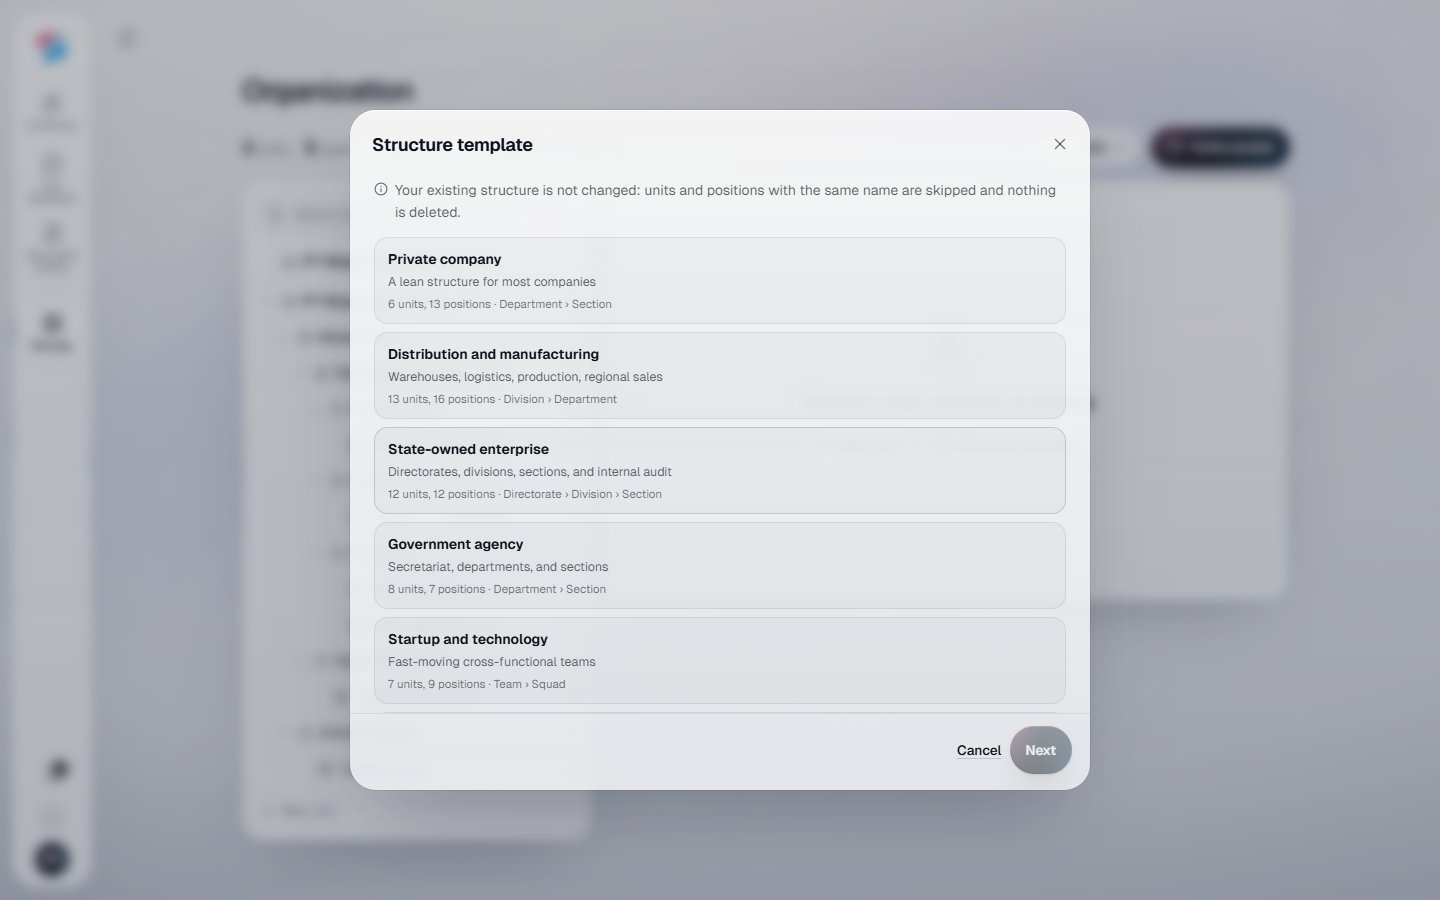 Organization
Structure template
Your existing structure is not changed: units and positions with the same name are skipped and nothing
is deleted.
Private company
A lean structure for most companies
6 units, 13 positions · Department › Section
Distribution and manufacturing
Warehouses, logistics, production, regional sales
13 units, 16 positions · Division › Department
State-owned enterprise
Directorates, divisions, sections, and internal audit
12 units, 12 positions · Directorate › Division › Section
Government agency
Secretariat, departments, and sections
8 units, 7 positions · Department › Section
Startup and technology
Fast-moving cross-functional teams
7 units, 9 positions · Team › Squad
Cancel
Next